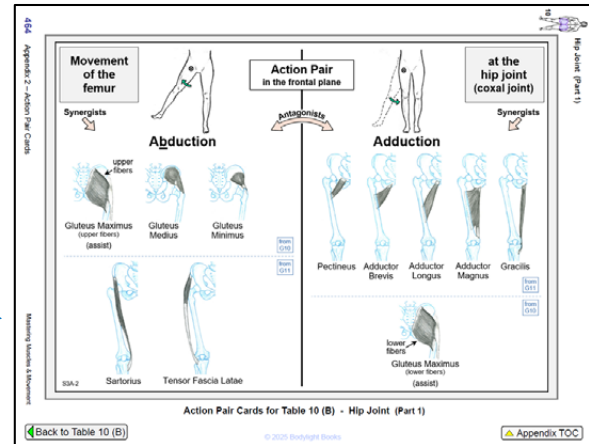 464
Appendix 2 – Action Pair Cards
Mastering Muscles & Movement
10
Hip Joint (Part 1)
Movement
of the
femur
Action Pair
in the frontal plane
at the
hip joint
(coxal joint)
Synergists
Antagonists
Synergists
Abduction
Adduction
upper
fibers
Gluteus Maximus
(upper fibers)
(assist)
Gluteus
Medius
Gluteus
Minimus
from
G10
from
G11
Sartorius
Tensor Fascia Latae
S3A-2
Pectineus
Adductor
Brevis
Adductor
Longus
Adductor
Magnus
Gracilis
from
G11
from
G10
lower
fibers
Gluteus Maximus
(lower fibers)
(assist)
Action Pair Cards for Table 10 (B) - Hip Joint (Part 1)
Back to Table 10 (B)
© 2025 Bodylight Books
Appendix TOC